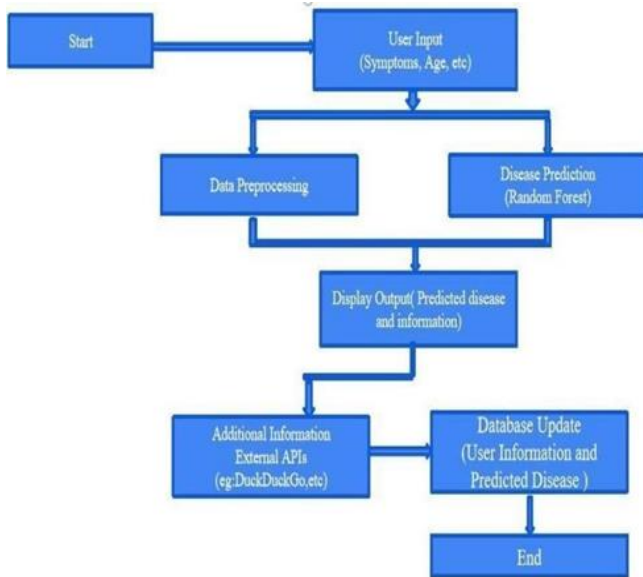 Start
User Input
(Symptoms, Age, etc)
Data Preprocessing
Disease Prediction
(Random Forest)
Display Output( Predicted disease
and information)
Additional Information
External APIs
(eg:DuckDuckGo,etc)
Database Update
(User Information and
Predicted Disease )
End